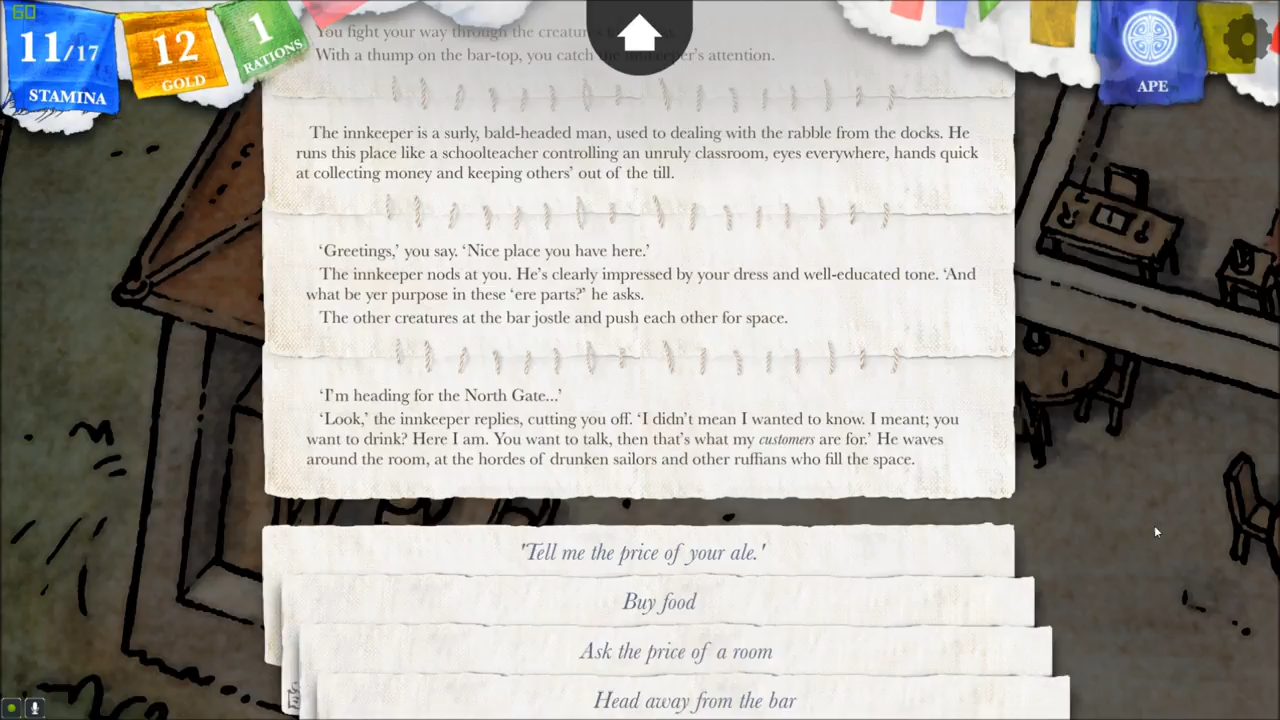 GO
11/17
STAMINA
12
GOLD
1
RATIONS
APE
You fight your way through the
With a thump on the bar-top, you catch the innkeeper's attention.
The innkeeper is a surly, bald-headed man, used to dealing with the rabble from the docks. He
runs this place like a schoolteacher controlling an unruly classroom, eyes everywhere, hands quick
at collecting money and keeping others' out of the till.
‘Greetings,’ you say. ‘Nice place you have here.’
The innkeeper nods at you. He's clearly impressed by your dress and well-educated tone. ‘And
what be yer purpose in these ‘ere parts?’ he asks.
The other creatures at the bar jostle and push each other for space.
‘I'm heading for the North Gate...’
‘Look,’ the innkeeper replies, cutting you off. ‘I didn't mean I wanted to know. I meant; you
want to drink? Here I am. You want to talk, then that's what my customers are for.’ He waves
around the room, at the hordes of drunken sailors and other ruffians who fill the space.
'Tell me the price of your ale.'
Buy food
Ask the price of a room
Head away from the bar